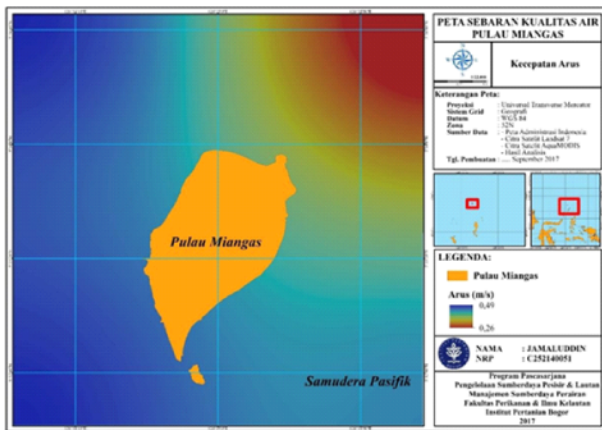 PETA SEBARAN KUALITAS AIR
PULAU MIANGAS
Kecepatan Arus
Keterangan Peta:
Proyeksi : Universal Transverse Mercator
Sistem Grid : Geografi
Datum : WGS 84
Zona : 52N
Sumber Data : - Peta Administrasi Indonesia
- Citra Satelit Landsat 7
- Citra Satelit AquaMODIS
- Hasil Analisis
Tgl. Pembuatan : .... September 2017
Pulau Miangas
Samudera Pasifik
LEGENDA:
Pulau Miangas
Arus (m/s)
0,49
0,26
NAMA : JAMALUDDIN
NRP : C252140051
Program Pascasarjana
Pengelolaan Sumberdaya Pesisir & Lautan
Manajemen Sumberdaya Perairan
Fakultas Perikanan & Ilmu Kelautan
Institut Pertanian Bogor
2017